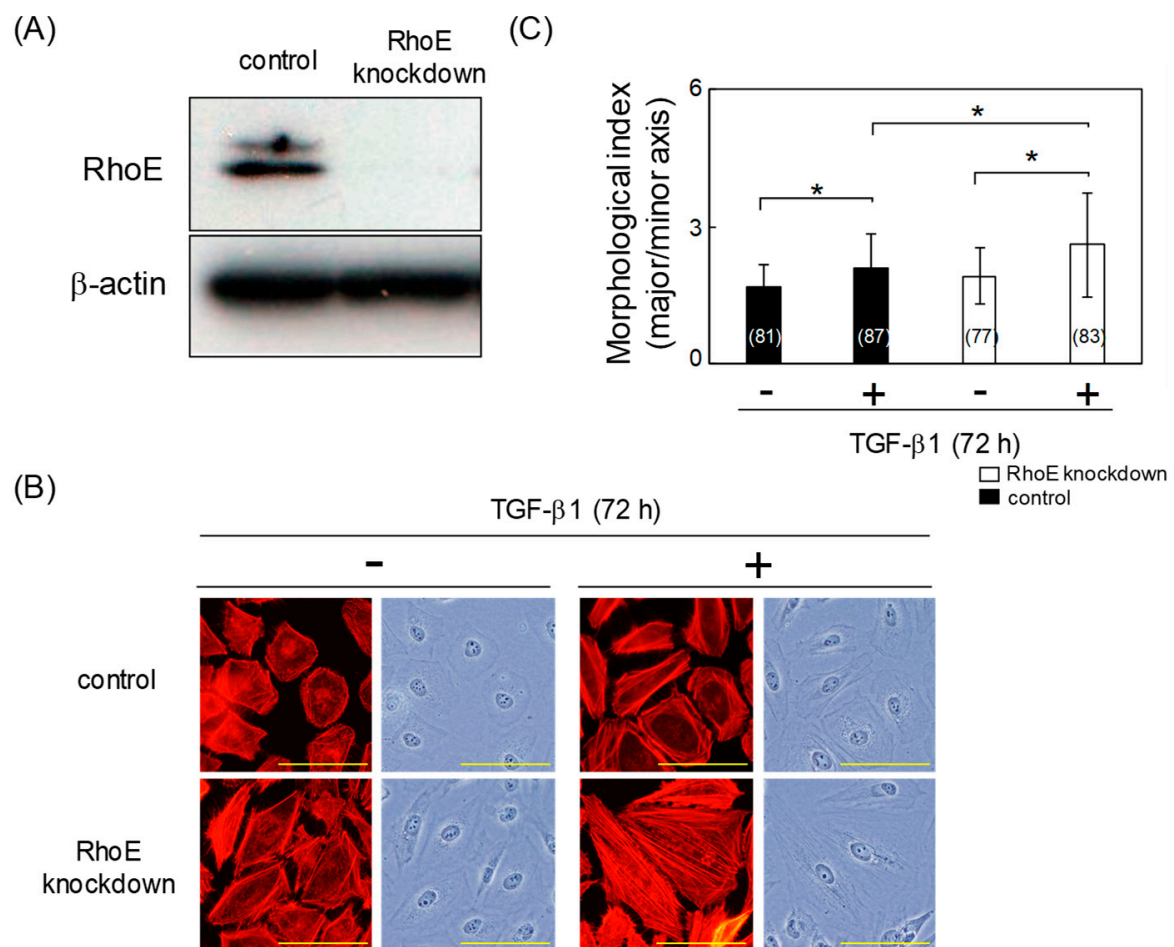 (A)
control
RhoE
knockdown
RhoE
β-actin
(C)
Morphological index
(major/minor axis)
6
3
0
*
*
*
(81)
(87)
(77)
(83)
-
+
-
+
TGF-β1 (72 h)
RhoE knockdown
control
(B)
TGF-β1 (72 h)
-
+
control
RhoE
knockdown